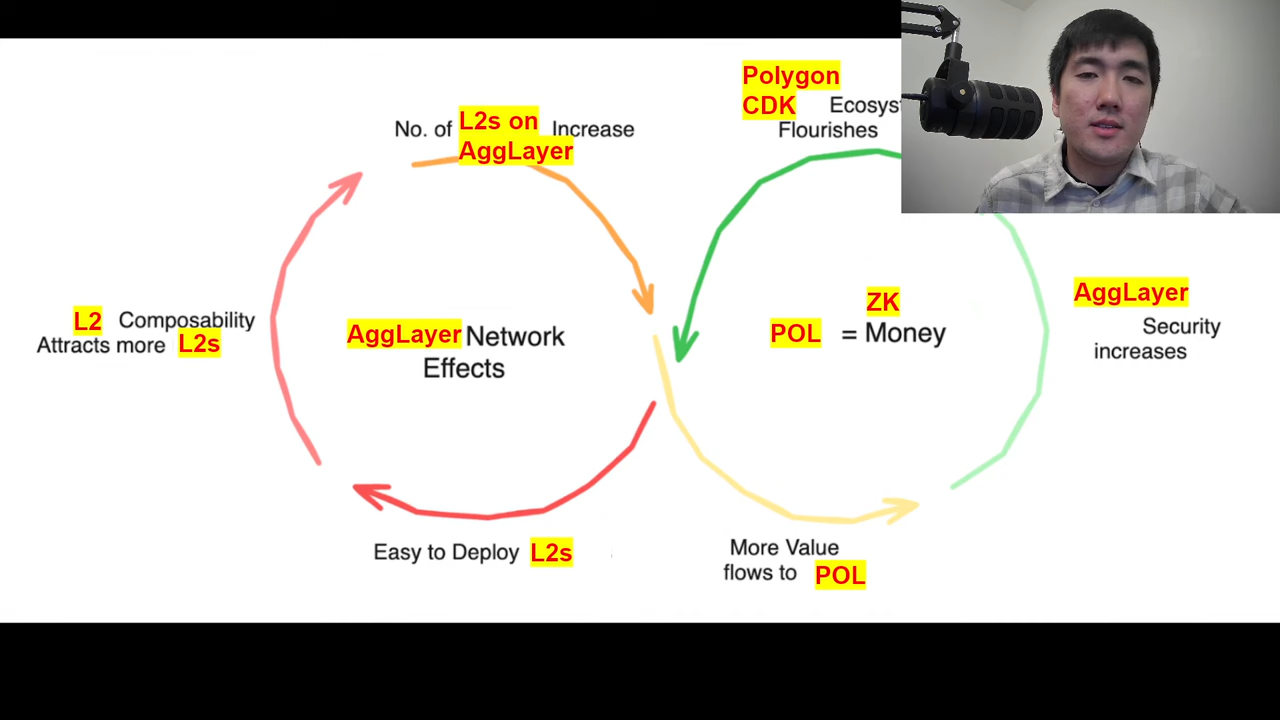 Polygon
CDK Ecosyst
Flourishes
No. of L2s on Increase
AggLayer
L2 Composability
Attracts more L2s
AggLayer Network
Effects
ZK
POL = Money
AggLayer
Security
increases
Easy to Deploy L2s
More Value
flows to POL